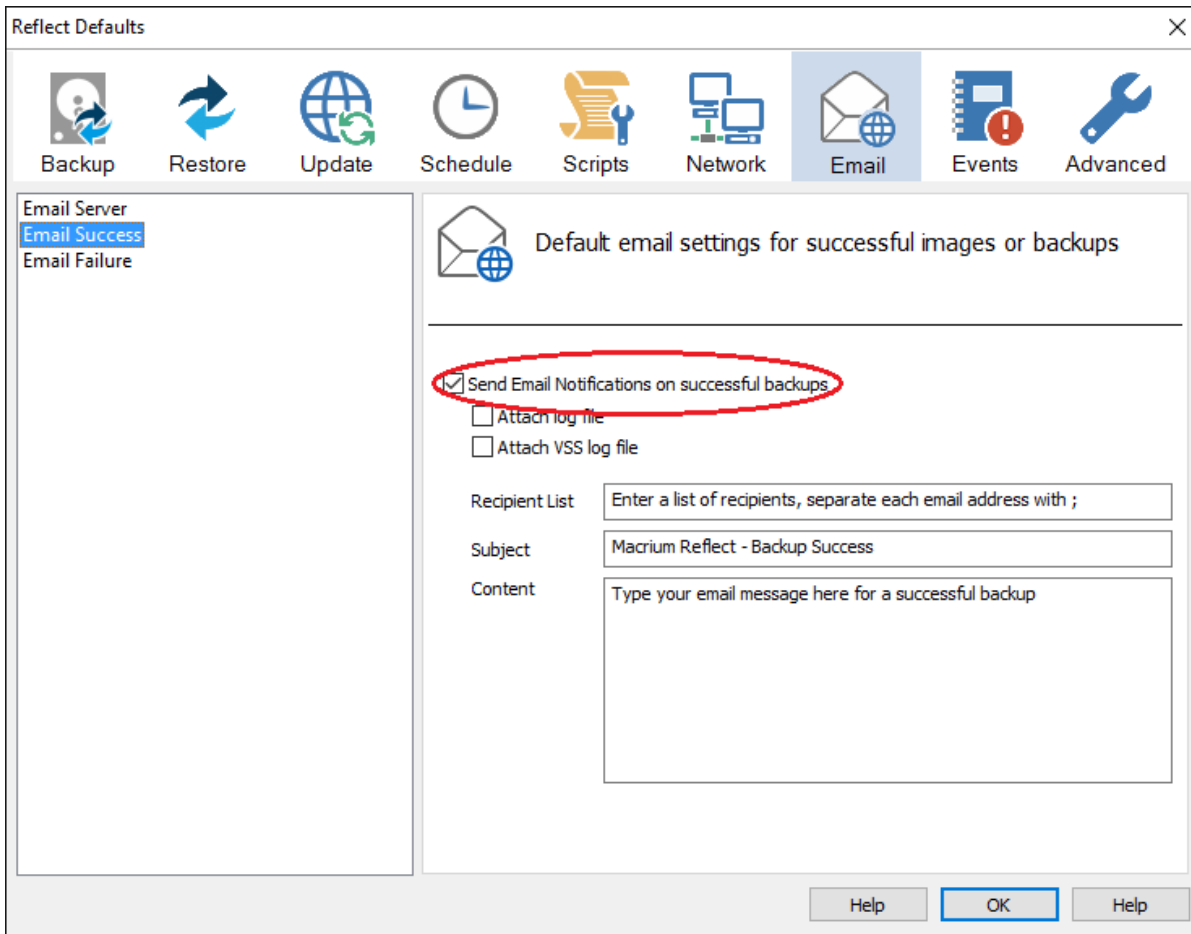 Reflect Defaults
Backup Restore Update Schedule Scripts Network Email Events Advanced
Email Server
Email Success
Email Failure
Default email settings for successful images or backups
Send Email Notifications on successful backups
Attach log file
Attach VSS log file
Recipient List Enter a list of recipients, separate each email address with ;
Subject Macrium Reflect - Backup Success
Content Type your email message here for a successful backup
Help OK Help